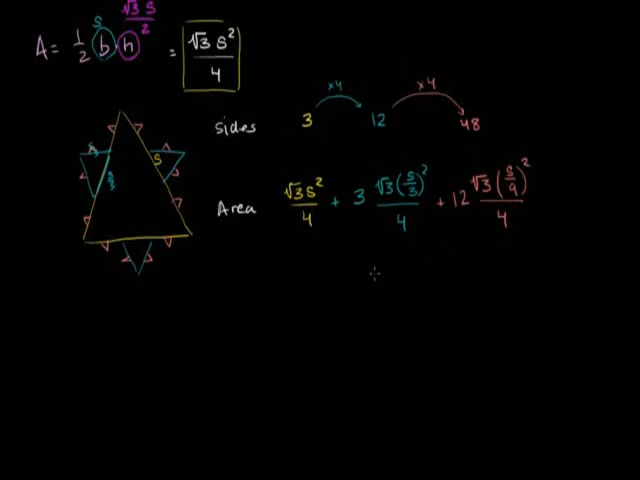 A = 1/2 b·h = √3 s²/4
s √3 s/2
×4 ×4
sides 3 12 48
s s s/3
Area √3s²/4 + 3 √3(s/3)²/4 + 12 √3(s/9)²/4